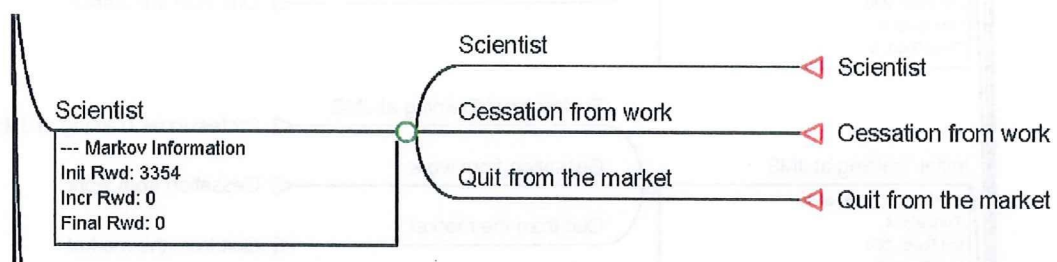 Scientist
Scientist
Scientist
--- Markov Information
Init Rwd: 3354
Incr Rwd: 0
Final Rwd: 0
Cessation from work
Cessation from work
Quit from the market
Quit from the market